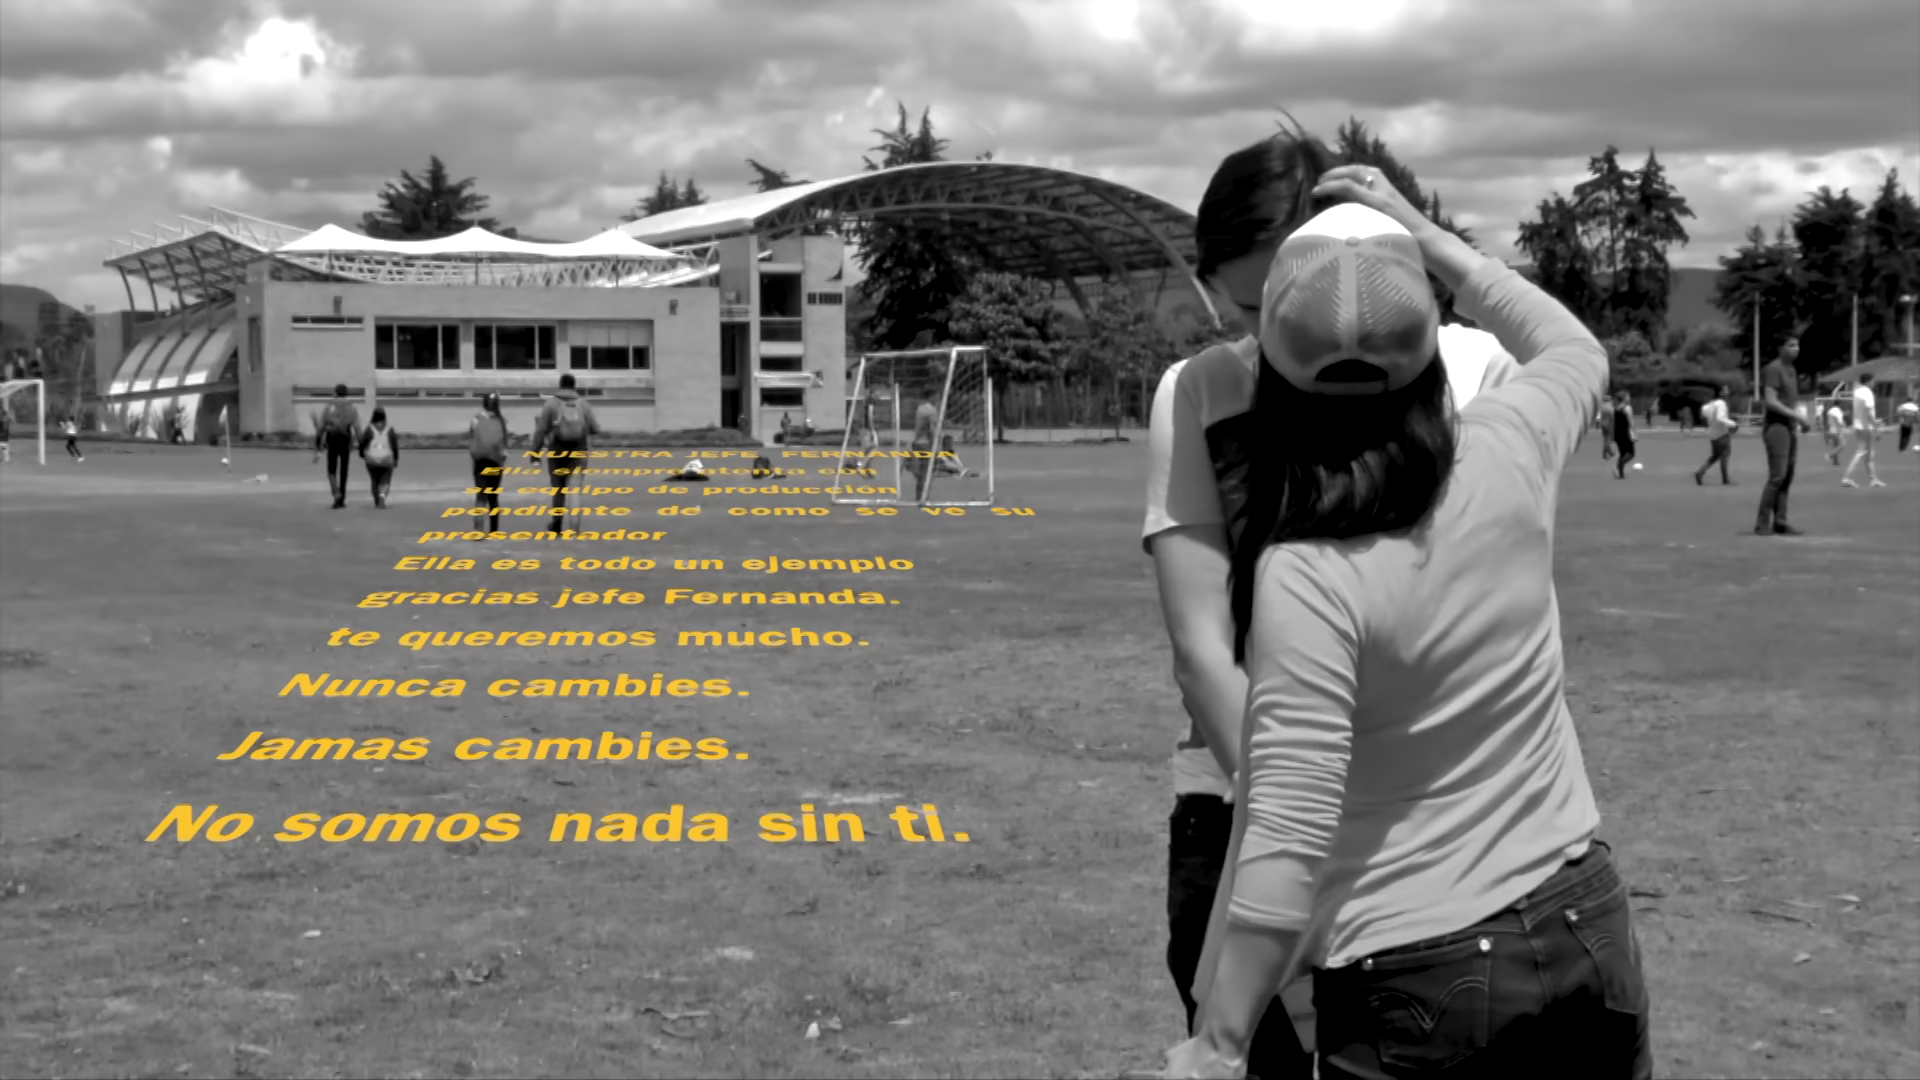 NUESTRA JEFE FERNANDA
Ella siempre atenta con
su equipo de producción
pendiente de como se ve su
presentador
Ella es todo un ejemplo
gracias jefe Fernanda.
te queremos mucho.
Nunca cambies.
Jamas cambies.
No somos nada sin ti.